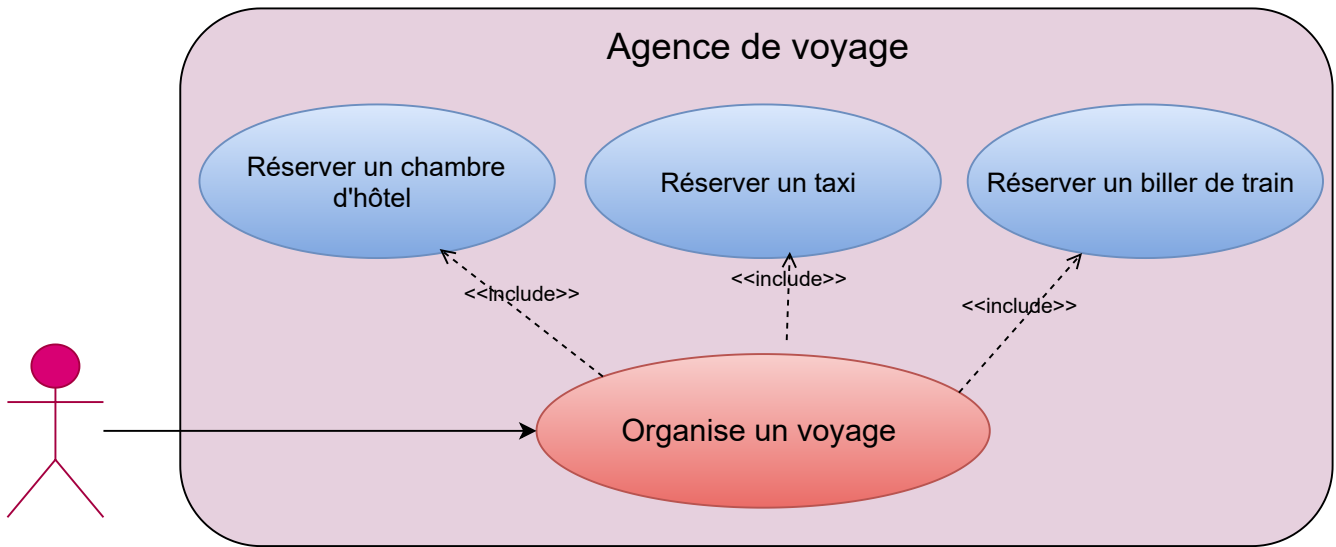 Agence de voyage
Réserver un chambre
d'hôtel
Réserver un taxi
Réserver un biller de train
<<include>>
<<include>>
<<include>>
Organise un voyage